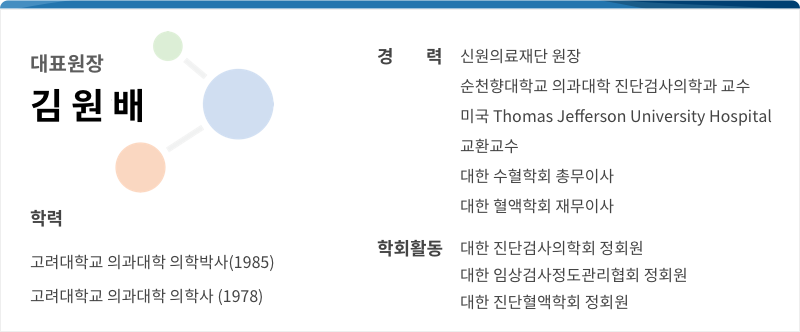 대표원장
김 원 배
학력
고려대학교 의과대학 의학박사(1985)
고려대학교 의과대학 의학사 (1978)
경 력 신원의료재단 원장
순천향대학교 의과대학 진단검사의학과 교수
미국 Thomas Jefferson University Hospital
교환교수
대한 수혈학회 총무이사
대한 혈액학회 재무이사
학회활동 대한 진단검사의학회 정회원
대한 임상검사정도관리협회 정회원
대한 진단혈액학회 정회원